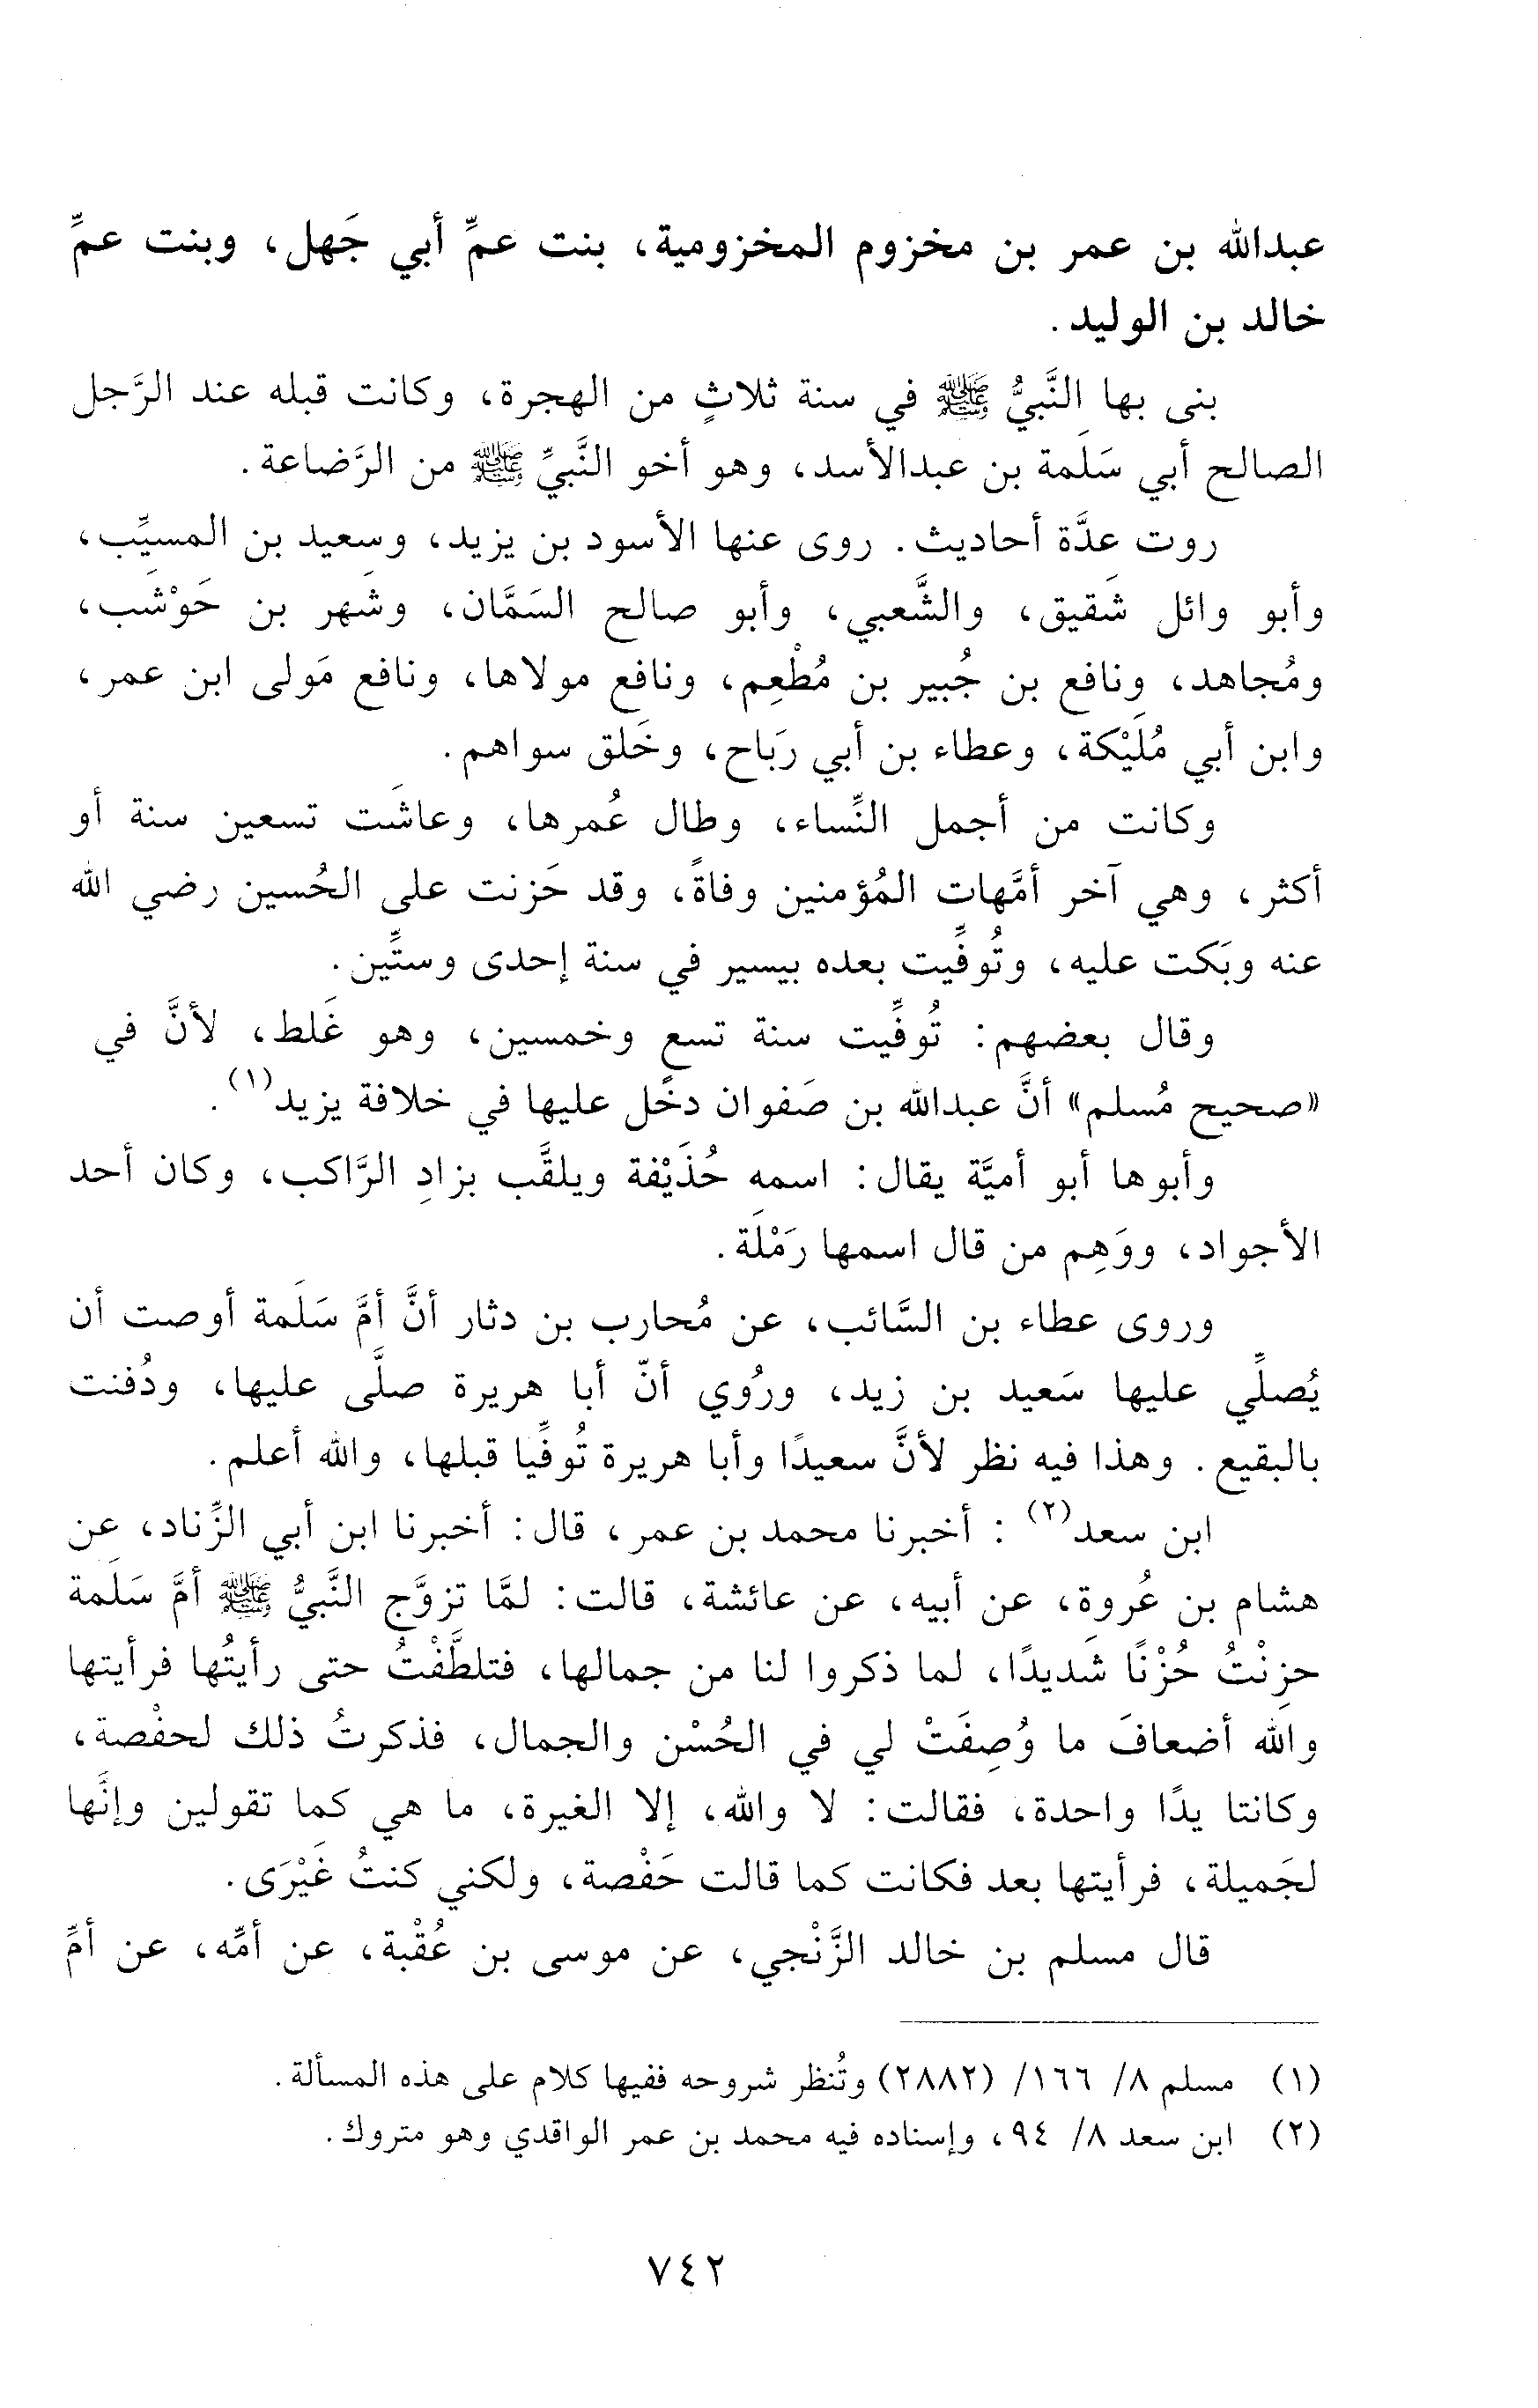 عبدالله بن عمر بن مخزوم المخزومية، بنت عمِّ أبي جَهل، وبنت عمِّ
خالد بن الوليد.
بنى بها النَّبيُّ ﷺ في سنة ثلاثٍ من الهجرة، وكانت قبله عند الرَّجل
الصالح أبي سَلَمة بن عبدالأسد، وهو أخو النَّبيِّ ﷺ من الرَّضاعة.
روت عدَّة أحاديث. روى عنها الأسود بن يزيد، وسعيد بن المسيِّب،
وأبو وائل شَقيق، والشَّعبي، وأبو صالح السَمَّان، وشَهر بن حَوْشَب،
ومُجاهد، ونافع بن جُبير بن مُطْعِم، ونافع مولاها، ونافع مَولى ابن عمر،
وابن أبي مُلَيْكة، وعطاء بن أبي رَباح، وخَلق سواهم.
وكانت من أجمل النِّساء، وطال عُمرها، وعاشَت تسعين سنة أو
أكثر، وهي آخر أمَّهات المُؤمنين وفاةً، وقد حَزنت على الحُسين رضي الله
عنه وبَكت عليه، وتُوفِّيت بعده بيسير في سنة إحدى وستِّين.
وقال بعضهم: تُوفِّيت سنة تسعٍ وخمسين، وهو غَلط، لأنَّ في
«صحيح مُسلم» أنَّ عبدالله بن صَفوان دخَل عليها في خلافة يزيد(١).
وأبوها أبو أميَّة يقال: اسمه حُذَيْفة ويلقَّب بزادِ الرَّاكب، وكان أحد
الأجواد، ووَهِم من قال اسمها رَمْلَة.
وروى عطاء بن السَّائب، عن مُحارب بن دثار أنَّ أمَّ سَلَمة أوصت أن
يُصلِّي عليها سَعيد بن زيد، ورُوي أنّ أبا هريرة صلَّى عليها، ودُفنت
بالبقيع. وهذا فيه نظر لأنَّ سعيدًا وأبا هريرة تُوفِّيا قبلها، والله أعلم.
ابن سعد(٢): أخبرنا محمد بن عمر، قال: أخبرنا ابن أبي الزِّناد، عن
هشام بن عُروة، عن أبيه، عن عائشة، قالت: لمَّا تزوَّج النَّبيُّ ﷺ أمَّ سَلَمة
حزِنْتُ حُزْنًا شَديدًا، لما ذكروا لنا من جمالها، فتلطَّفْتُ حتى رأيتُها فرأيتها
والله أضعافَ ما وُصِفَتْ لي في الحُسْن والجمال، فذكرتُ ذلك لحفْصة،
وكانتا يدًا واحدة، فقالت: لا والله، إلا الغيرة، ما هي كما تقولين وإنَّها
لجَميلة، فرأيتها بعد فكانت كما قالت حَفْصة، ولكني كنتُ غَيْرَى.
قال مسلم بن خالد الزَّنْجي، عن موسى بن عُقْبة، عن أمِّه، عن أمِّ
(١) مسلم ٨/ ١٦٦/ (٢٨٨٢) وتُنظر شروحه ففيها كلام على هذه المسألة.
(٢) ابن سعد ٨/ ٩٤، وإسناده فيه محمد بن عمر الواقدي وهو متروك.
٧٤٢